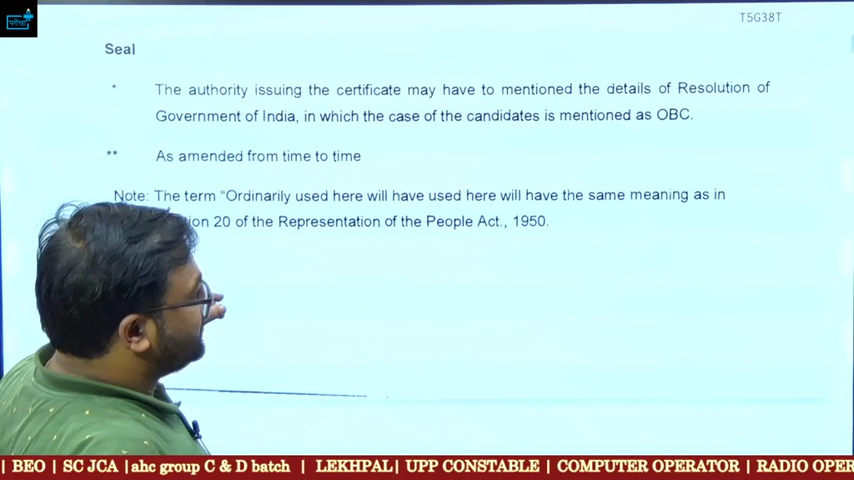 परीक्षा
T5G38T
Seal
* The authority issuing the certificate may have to mentioned the details of Resolution of
Government of India, in which the case of the candidates is mentioned as OBC.
** As amended from time to time
Note: The term “Ordinarily used here will have used here will have the same meaning as in
20 of the Representation of the People Act., 1950.
| BEO | SC JCA |ahc group C & D batch | LEKHPAL| UPP CONSTABLE | COMPUTER OPERATOR | RADIO OPER